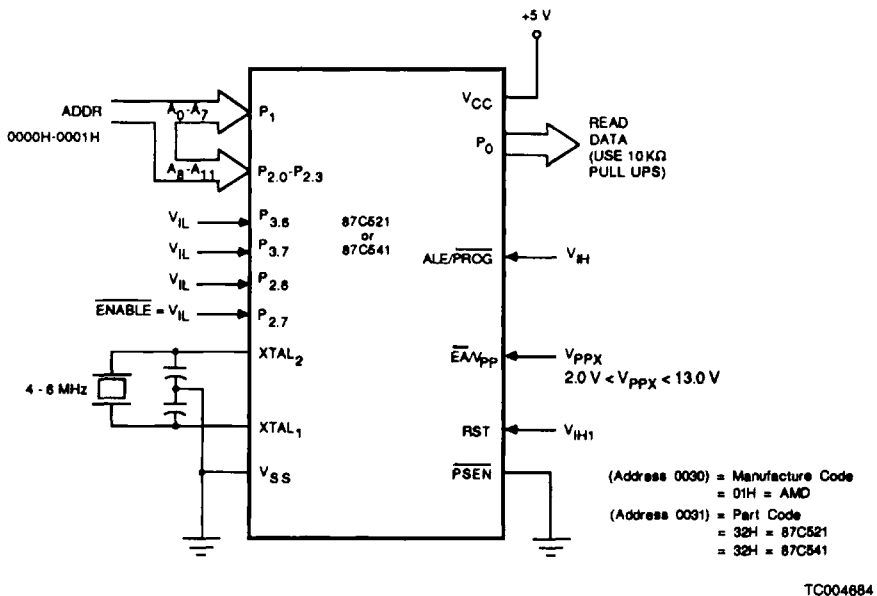 +5 V
ADDR
0000H-0001H
A0-A7
P1
A8-A11
P2.0-P2.3
VIL
P3.6
VIL
P3.7
VIL
P2.6
ENABLE = VIL
P2.7
87C521
or
87C541
4 - 6 MHz
XTAL2
XTAL1
VSS
VCC
P0
READ
DATA
(USE 10KΩ
PULL UPS)
ALE/PROG
VIH
EA/VPP
VPPX
2.0 V < VPPX < 13.0 V
RST
VIH1
PSEN
(Address 0030) = Manufacture Code
= 01H = AMD
(Address 0031) = Part Code
= 32H = 87C521
= 32H = 87C541
TC004684